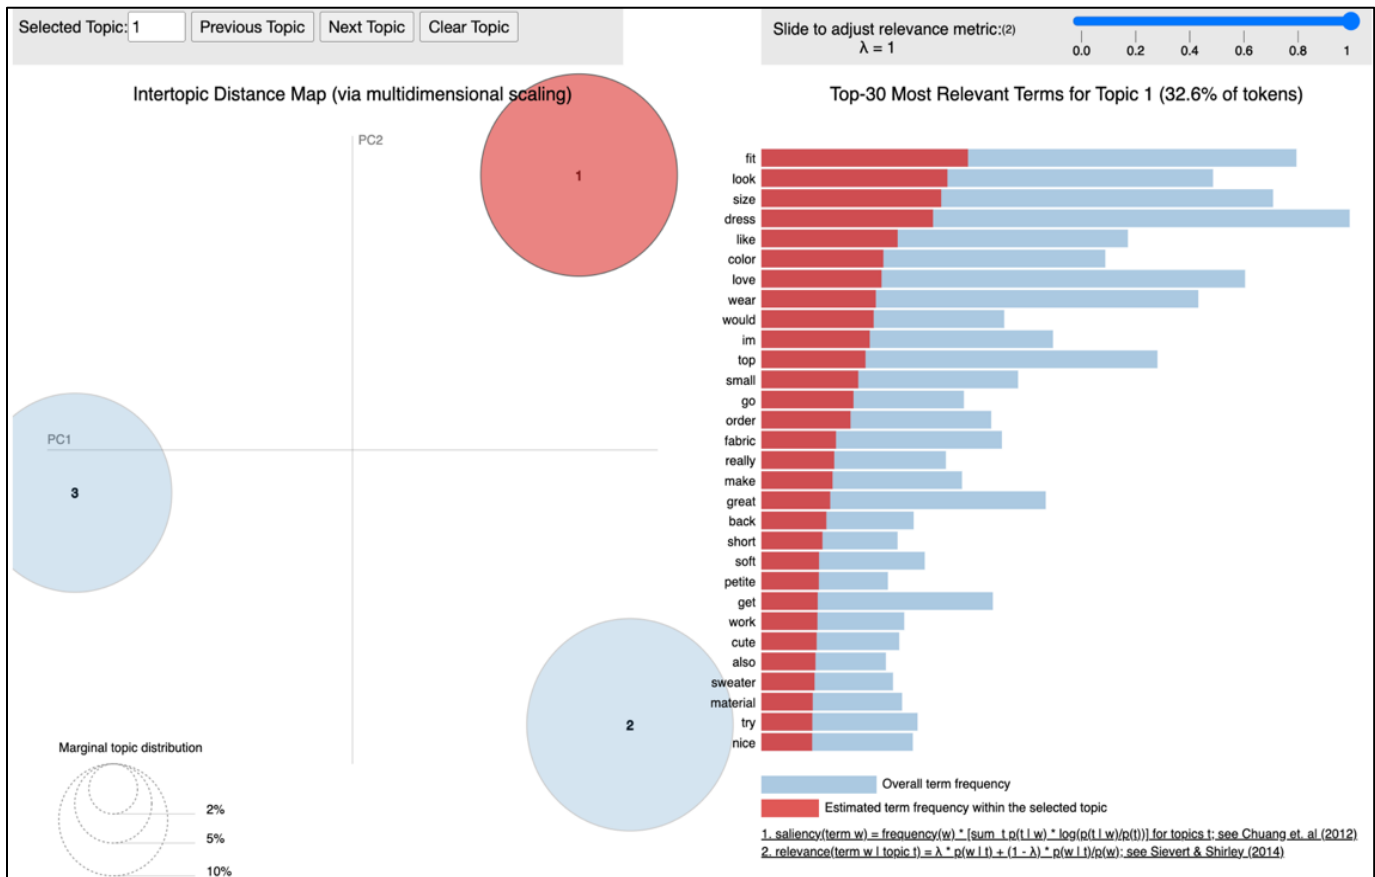 Selected Topic: 1 Previous Topic Next Topic Clear Topic
Slide to adjust relevance metric:(2)
λ = 1
0.0 0.2 0.4 0.6 0.8 1
Intertopic Distance Map (via multidimensional scaling)
PC2
1
PC1
3
2
Marginal topic distribution
2%
5%
10%
Top-30 Most Relevant Terms for Topic 1 (32.6% of tokens)
fit
look
size
dress
like
color
love
wear
would
im
top
small
go
order
fabric
really
make
great
back
short
soft
petite
get
work
cute
also
sweater
material
try
nice
Overall term frequency
Estimated term frequency within the selected topic
1. saliency(term w) = frequency(w) * [sum_t p(t | w) * log(p(t | w)/p(t))] for topics t; see Chuang et. al (2012)
2. relevance(term w | topic t) = λ * p(w | t) + (1 - λ) * p(w | t)/p(w); see Sievert & Shirley (2014)